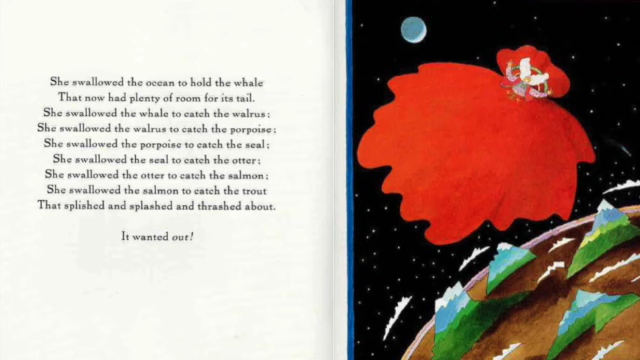 She swallowed the ocean to hold the whale
That now had plenty of room for its tail.
She swallowed the whale to catch the walrus;
She swallowed the walrus to catch the porpoise;
She swallowed the porpoise to catch the seal;
She swallowed the seal to catch the otter;
She swallowed the otter to catch the salmon;
She swallowed the salmon to catch the trout
That splished and splashed and thrashed about.
It wanted out!